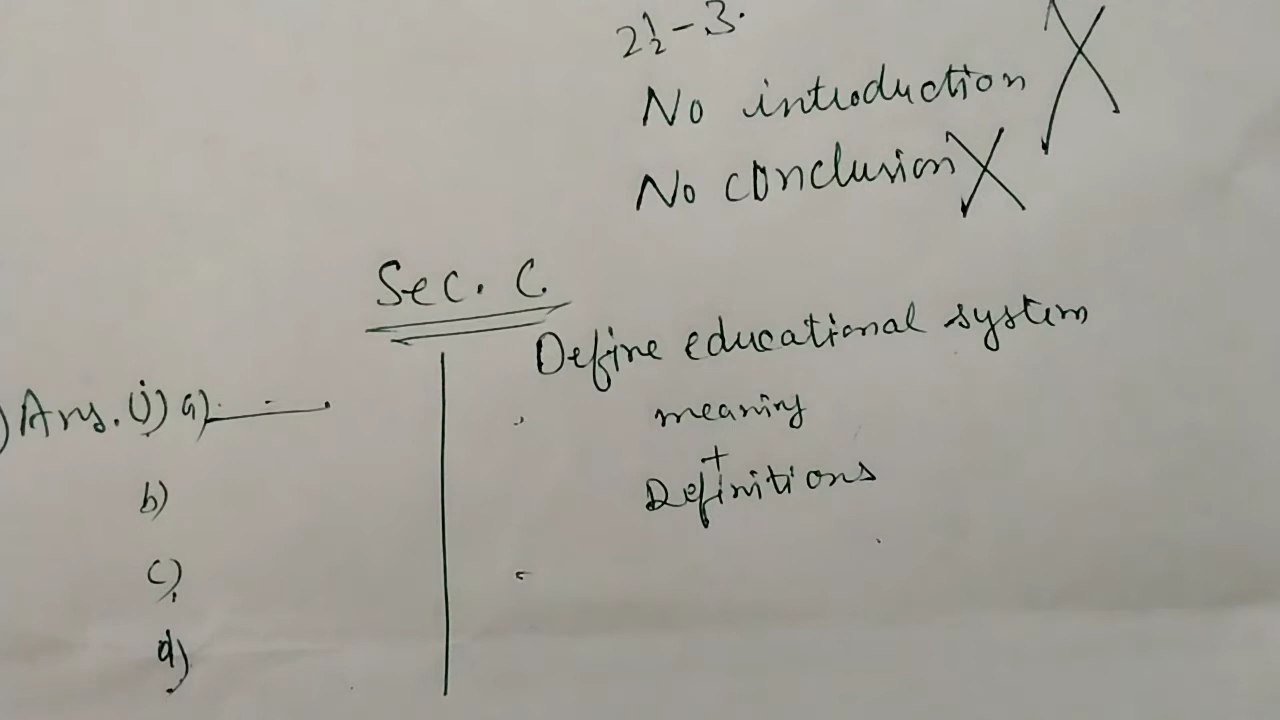 2½-3.
No introduction X
No conclusion X
Sec. C.
Define educational system
) Ans. (i) a)
meaning
+
Definitions
b)
c)
d)